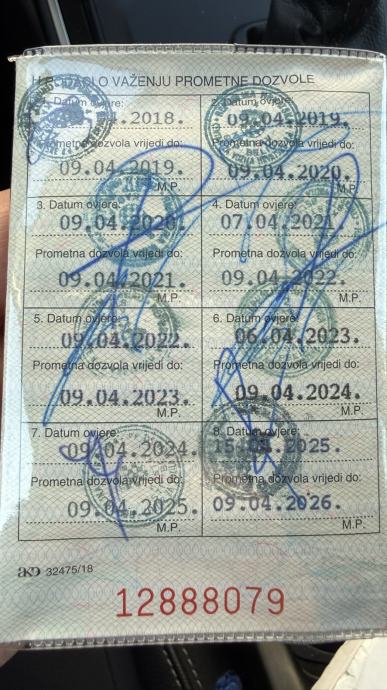 VAŽENJU PROMETNE DOZVOLE
Datum ovjere:
.2018.
Prometna dozvola vrijedi do:
09.04.2019.
M.P.
2. Datum ovjere:
09.04.2019.
Prometna dozvola vrijedi do:
09.04.2020.
M.P.
3. Datum ovjere:
09.04.2020.
Prometna dozvola vrijedi do:
09.04.2021.
M.P.
4. Datum ovjere:
07.04.2021.
Prometna dozvola vrijedi do:
09.04.2022.
M.P.
5. Datum ovjere:
09.04.2022.
Prometna dozvola vrijedi do:
09.04.2023.
M.P.
6. Datum ovjere:
06.04.2023.
Prometna dozvola vrijedi do:
09.04.2024.
M.P.
7. Datum ovjere:
09.04.2024.
Prometna dozvola vrijedi do:
09.04.2025.
M.P.
8. Datum ovjere:
2025.
Prometna dozvola vrijedi do:
09.04.2026.
M.P.
AKD 32475/18
12888079